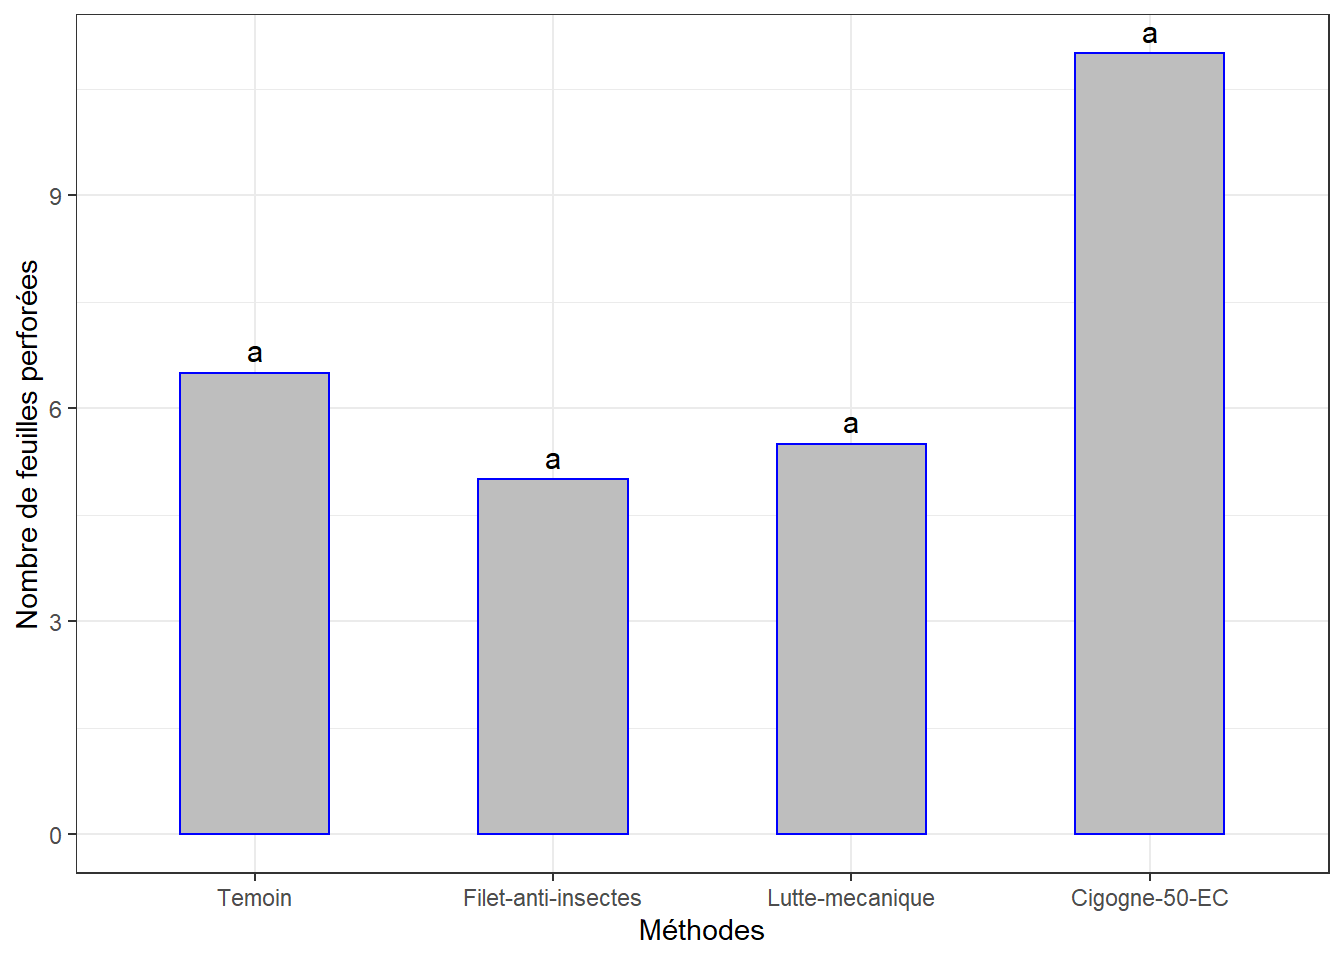 a
9
a
6
a
a
3
0
Temoin
Filet-anti-insectes
Lutte-mecanique
Cigogne-50-EC
Méthodes
Nombre de feuilles perforées